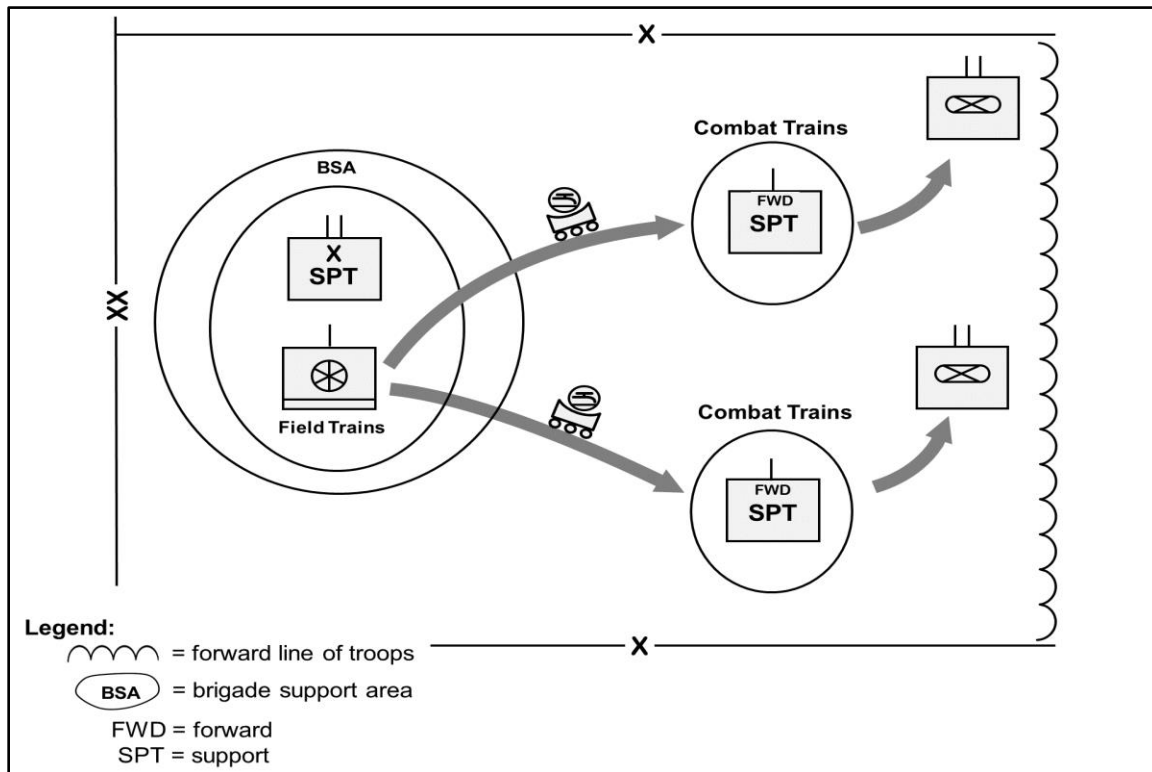 X
Combat Trains
BSA
FWD
SPT
X
SPT
XX
Field Trains
Combat Trains
FWD
SPT
X
Legend:
= forward line of troops
BSA = brigade support area
FWD = forward
SPT = support